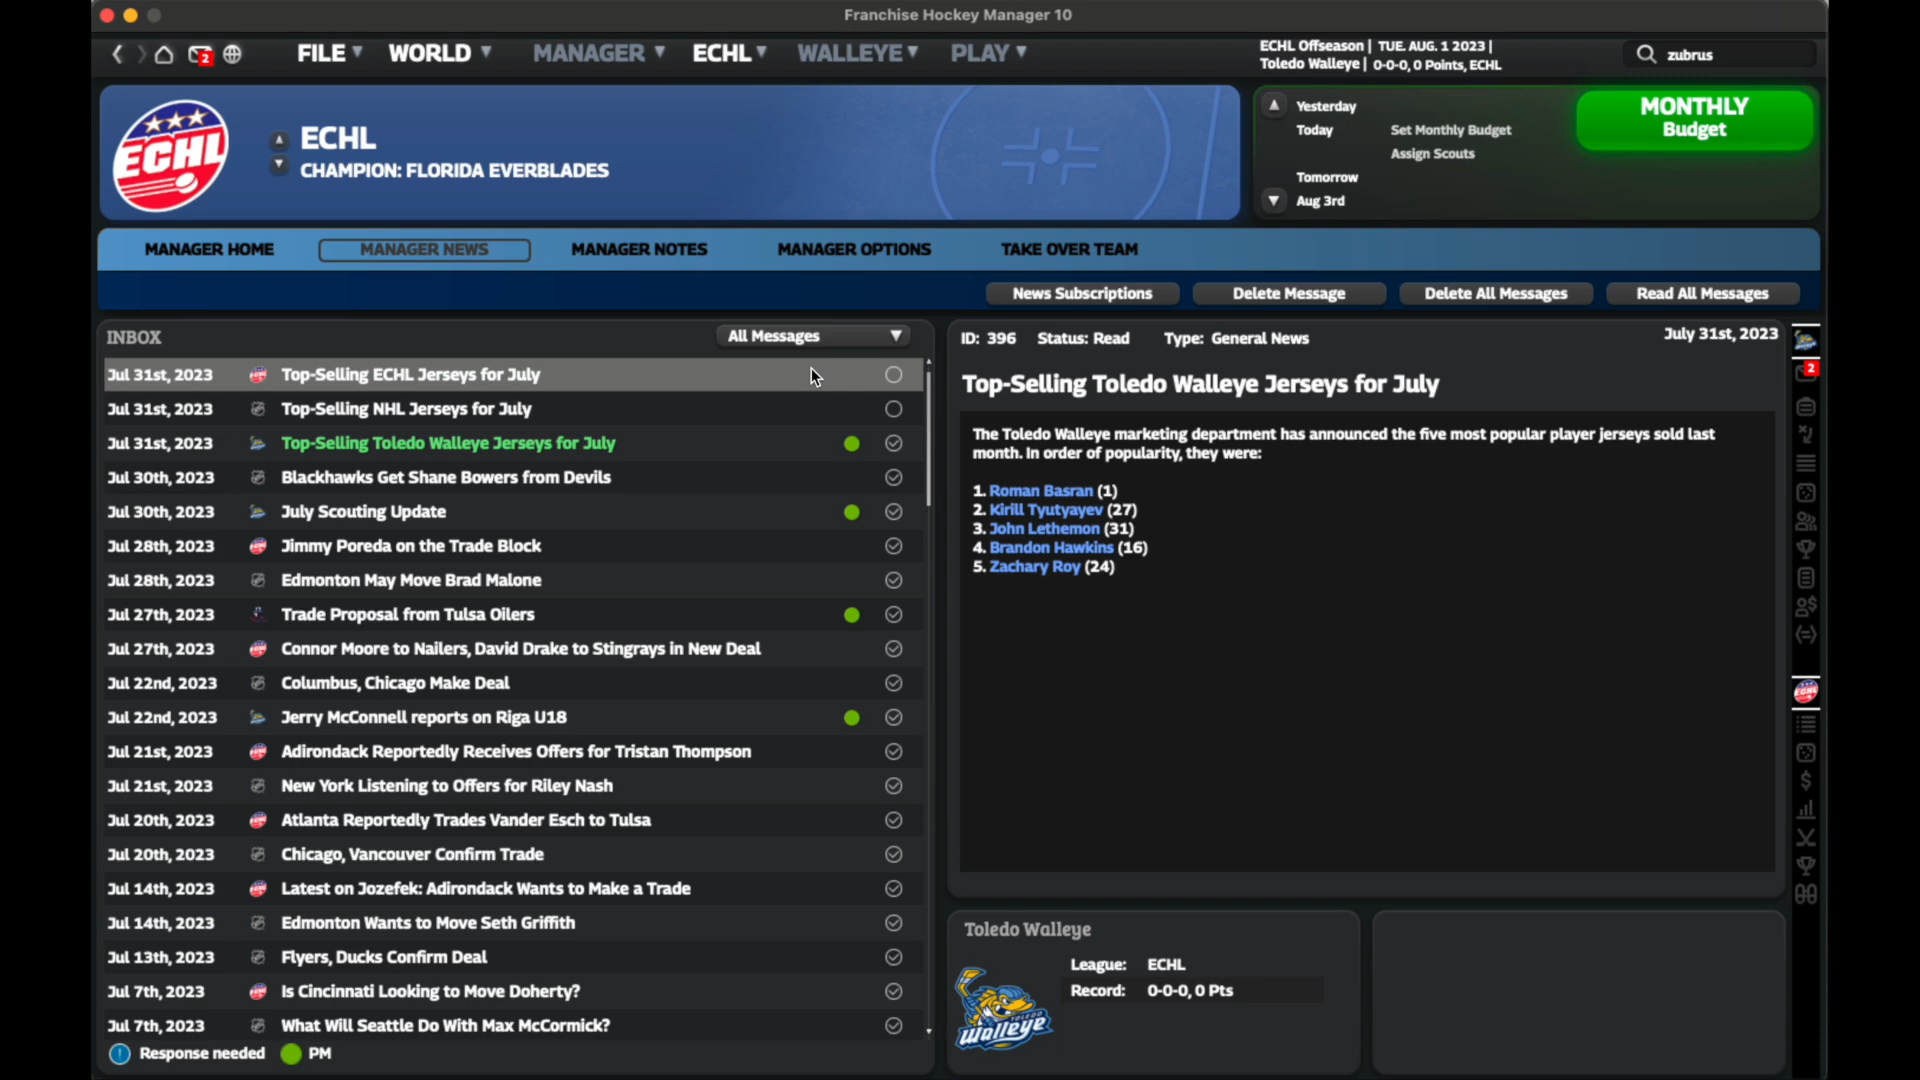 Franchise Hockey Manager 10
2
FILE
WORLD
MANAGER
ECHL
WALLEYE
PLAY
ECHL Offseason | TUE. AUG. 1 2023 |
Toledo Walleye | 0-0-0, 0 Points, ECHL
zubrus
ECHL
ECHL
CHAMPION: FLORIDA EVERBLADES
Yesterday
Today
Set Monthly Budget
Assign Scouts
Tomorrow
Aug 3rd
MONTHLY
Budget
MANAGER HOME
MANAGER NEWS
MANAGER NOTES
MANAGER OPTIONS
TAKE OVER TEAM
News Subscriptions
Delete Message
Delete All Messages
Read All Messages
INBOX
All Messages
Jul 31st, 2023 Top-Selling ECHL Jerseys for July
Jul 31st, 2023 Top-Selling NHL Jerseys for July
Jul 31st, 2023 Top-Selling Toledo Walleye Jerseys for July
Jul 30th, 2023 Blackhawks Get Shane Bowers from Devils
Jul 30th, 2023 July Scouting Update
Jul 28th, 2023 Jimmy Poreda on the Trade Block
Jul 28th, 2023 Edmonton May Move Brad Malone
Jul 27th, 2023 Trade Proposal from Tulsa Oilers
Jul 27th, 2023 Connor Moore to Nailers, David Drake to Stingrays in New Deal
Jul 22nd, 2023 Columbus, Chicago Make Deal
Jul 22nd, 2023 Jerry McConnell reports on Riga U18
Jul 21st, 2023 Adirondack Reportedly Receives Offers for Tristan Thompson
Jul 21st, 2023 New York Listening to Offers for Riley Nash
Jul 20th, 2023 Atlanta Reportedly Trades Vander Esch to Tulsa
Jul 20th, 2023 Chicago, Vancouver Confirm Trade
Jul 14th, 2023 Latest on Jozefek: Adirondack Wants to Make a Trade
Jul 14th, 2023 Edmonton Wants to Move Seth Griffith
Jul 13th, 2023 Flyers, Ducks Confirm Deal
Jul 7th, 2023 Is Cincinnati Looking to Move Doherty?
Jul 7th, 2023 What Will Seattle Do With Max McCormick?
Response needed
PM
ID: 396 Status: Read Type: General News
July 31st, 2023
Top-Selling Toledo Walleye Jerseys for July
The Toledo Walleye marketing department has announced the five most popular player jerseys sold last
month. In order of popularity, they were:
1. Roman Basran (1)
2. Kirill Tyutyayev (27)
3. John Lethemon (31)
4. Brandon Hawkins (16)
5. Zachary Roy (24)
Toledo Walleye
League: ECHL
Record: 0-0-0, 0 Pts
TOLEDO
Walleye
2
ECHL